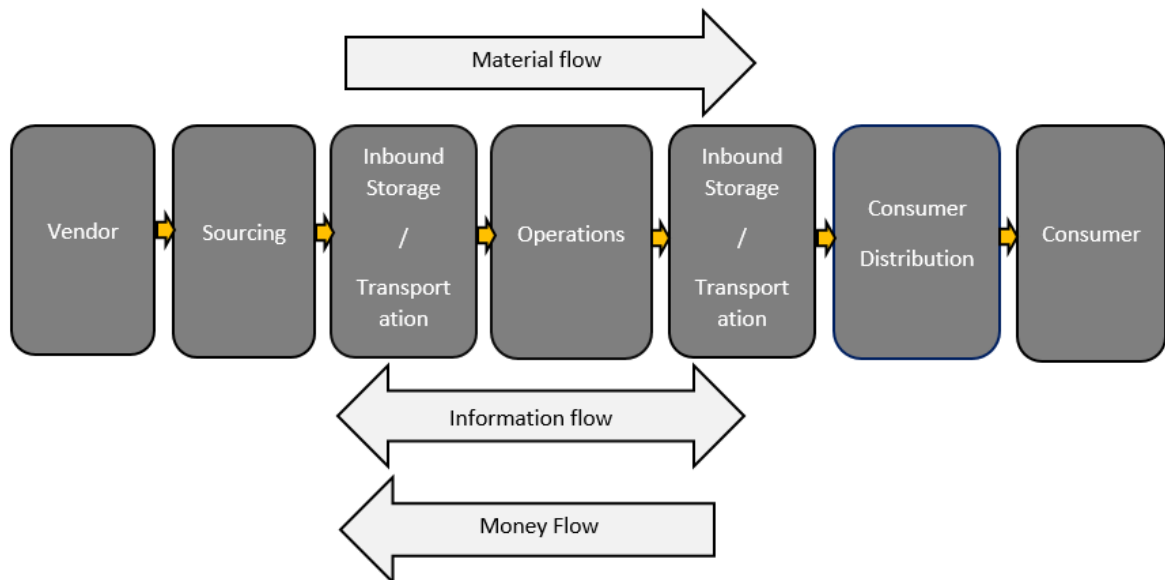 Material flow
Vendor
Sourcing
Inbound
Storage
/
Transport
ation
Operations
Inbound
Storage
/
Transport
ation
Consumer
Distribution
Consumer
Information flow
Money Flow